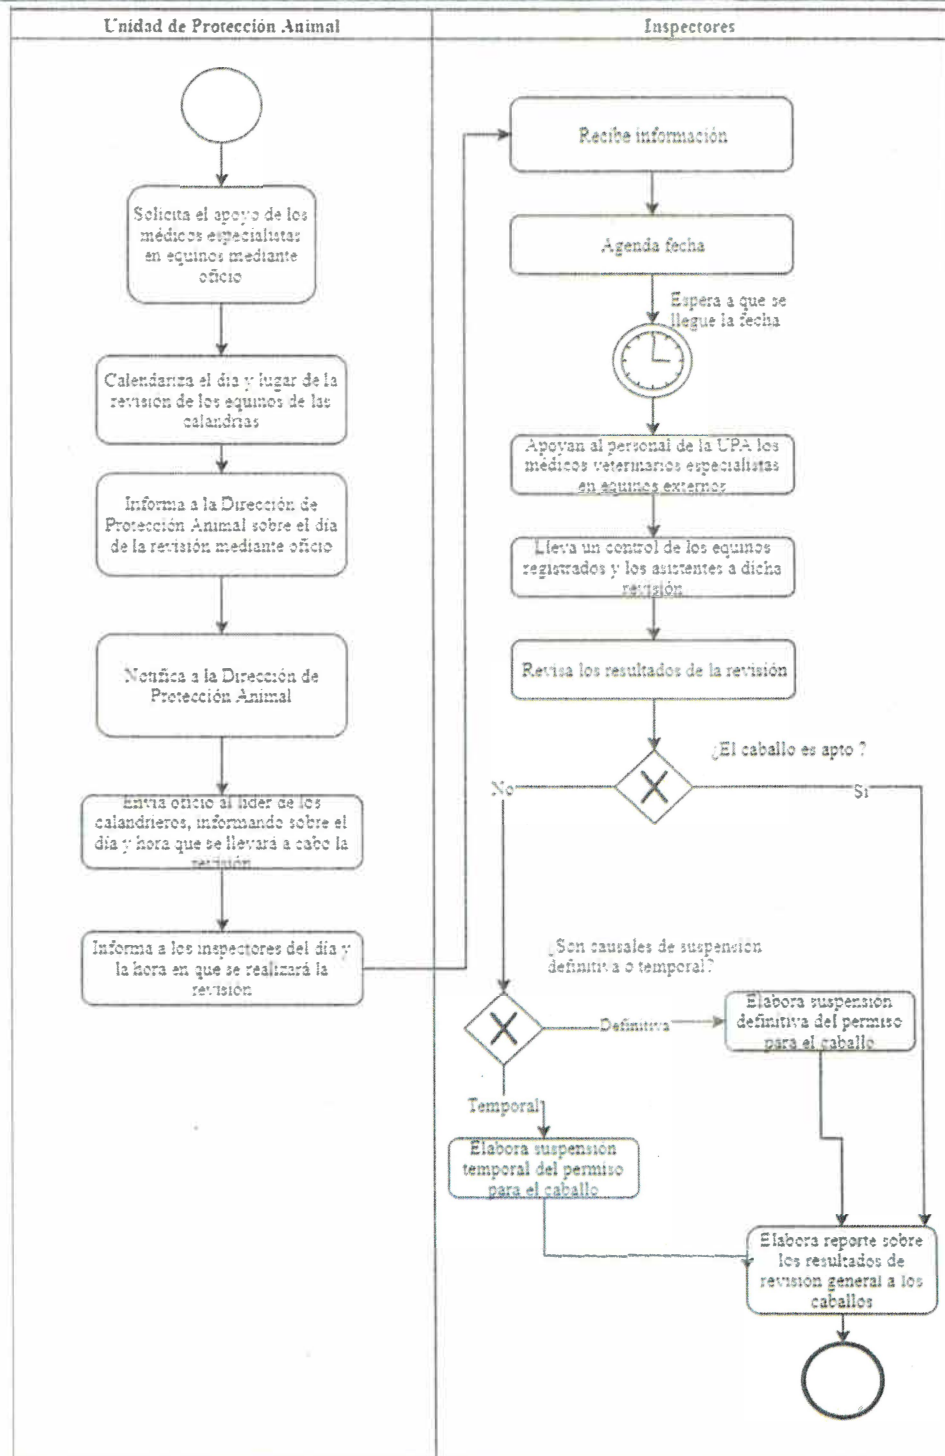 Unidad de Protección Animal
Solicita el apoyo de los
médicos especialistas
en equinos mediante
oficio
Calendariza el día y lugar de la
revisión de los equinos de las
calandrias
Informa a la Dirección de
Protección Animal sobre el día
de la revisión mediante oficio
Notifica a la Dirección de
Protección Animal
Envía oficio al líder de los
calandrieros, informando sobre el
día y hora que se llevará a cabo la
revisión
Informa a los inspectores del día y
la hora en que se realizará la
revisión
Inspectores
Recibe información
Agenda fecha
Espera a que se
llegue la fecha
Apoyan al personal de la UPA los
médicos veterinarios especialistas
en equinos externos
Lleva un control de los equinos
registrados y los asistentes a dicha
revisión
Revisa los resultados de la revisión
¿El caballo es apto ?
No
Si
¿Son causales de suspensión
definitiva o temporal?
Definitiva
Elabora suspensión
definitiva del permiso
para el caballo
Temporal
Elabora suspensión
temporal del permiso
para el caballo
Elabora reporte sobre
los resultados de
revisión general a los
caballos